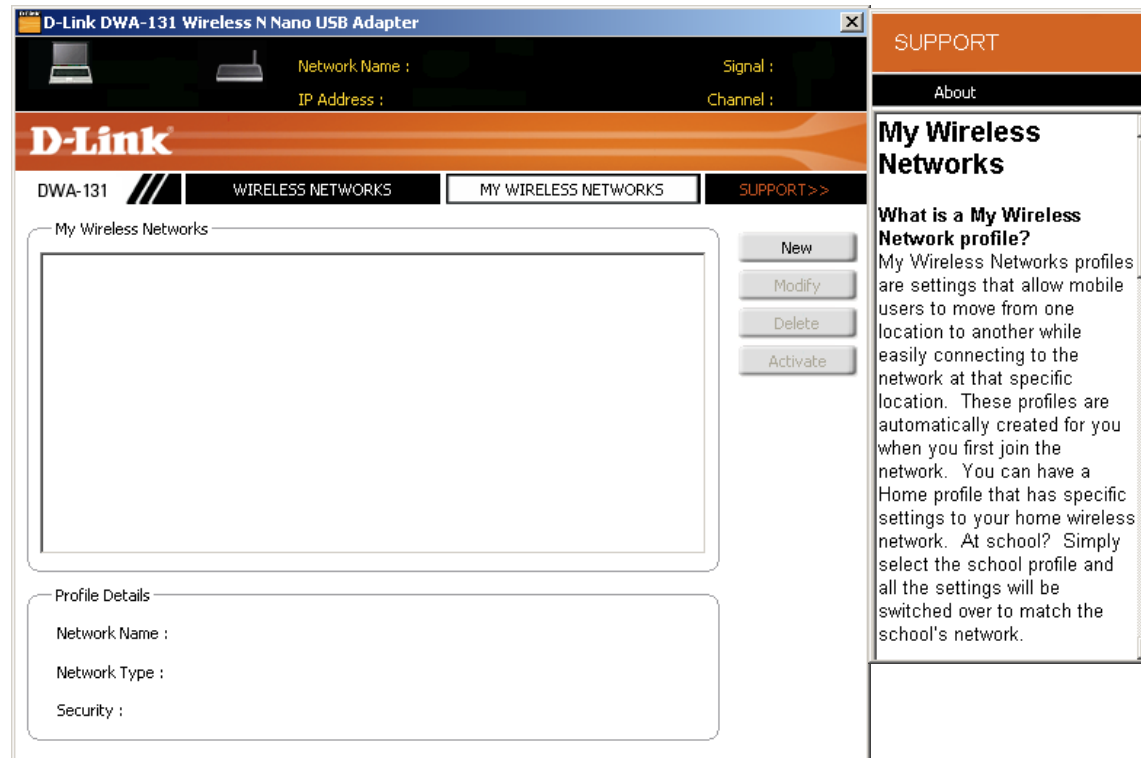 D-Link DWA-131 Wireless N Nano USB Adapter
Network Name :
Signal :
IP Address :
Channel :
D-Link
DWA-131
WIRELESS NETWORKS
MY WIRELESS NETWORKS
SUPPORT>>
My Wireless Networks
New
Modify
Delete
Activate
Profile Details
Network Name :
Network Type :
Security :
SUPPORT
About
My Wireless
Networks
What is a My Wireless
Network profile?
My Wireless Networks profiles
are settings that allow mobile
users to move from one
location to another while
easily connecting to the
network at that specific
location. These profiles are
automatically created for you
when you first join the
network. You can have a
Home profile that has specific
settings to your home wireless
network. At school? Simply
select the school profile and
all the settings will be
switched over to match the
school's network.